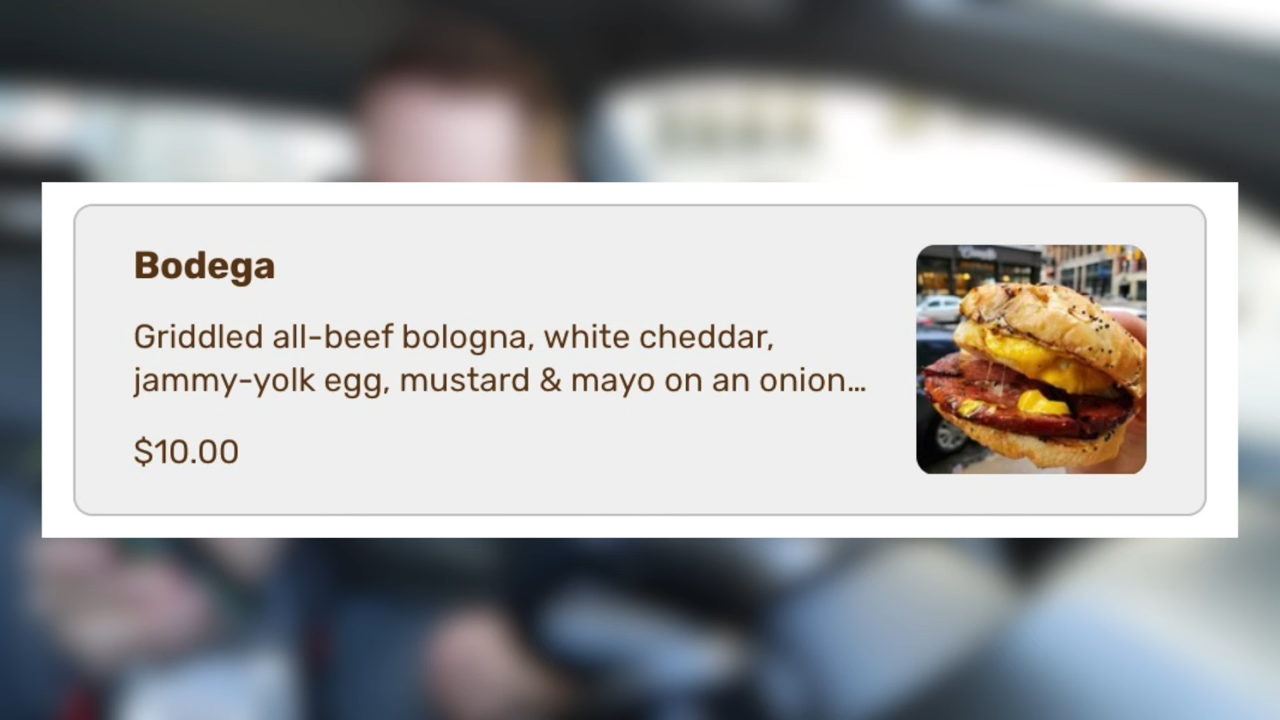 Bodega
Griddled all-beef bologna, white cheddar,
jammy-yolk egg, mustard & mayo on an onion…
$10.00